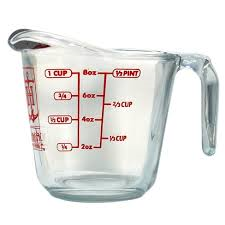 1 CUP 8oz ½ PINT
¾ 6oz
⅔ CUP
½ 4oz
⅓ CUP
¼ 2oz